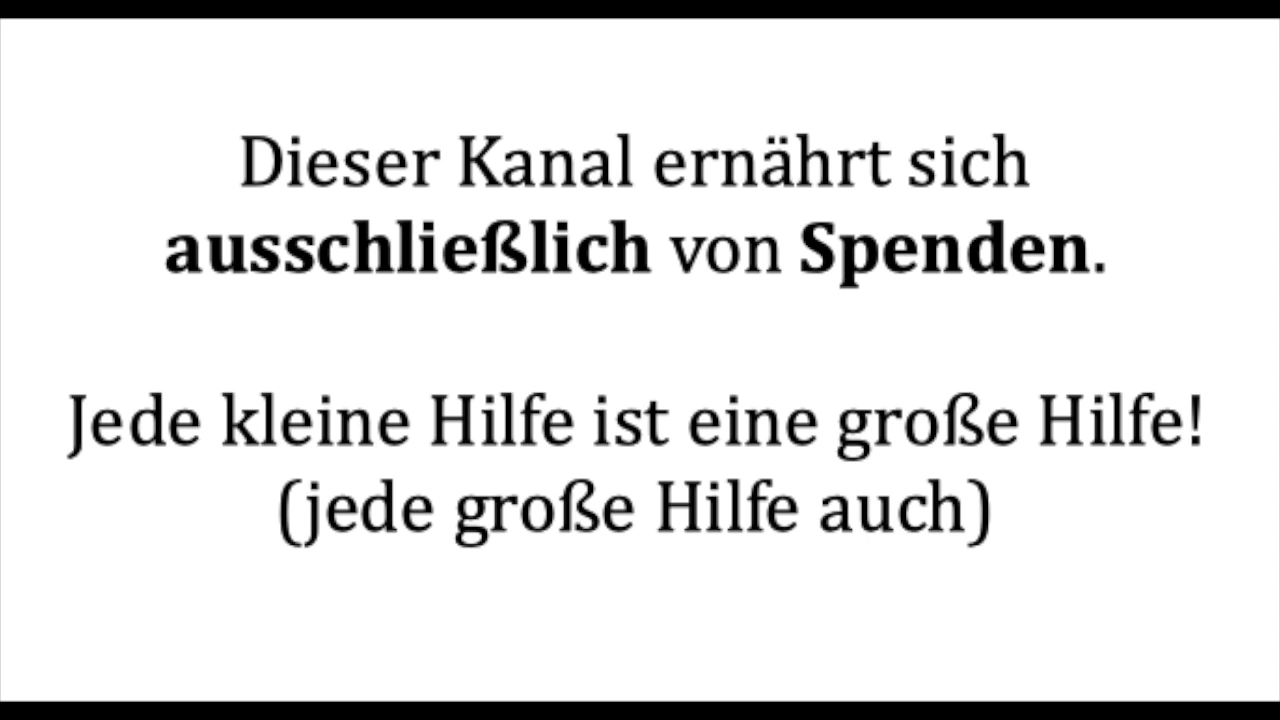 Dieser Kanal ernährt sich
ausschließlich von Spenden.
Jede kleine Hilfe ist eine große Hilfe!
(jede große Hilfe auch)